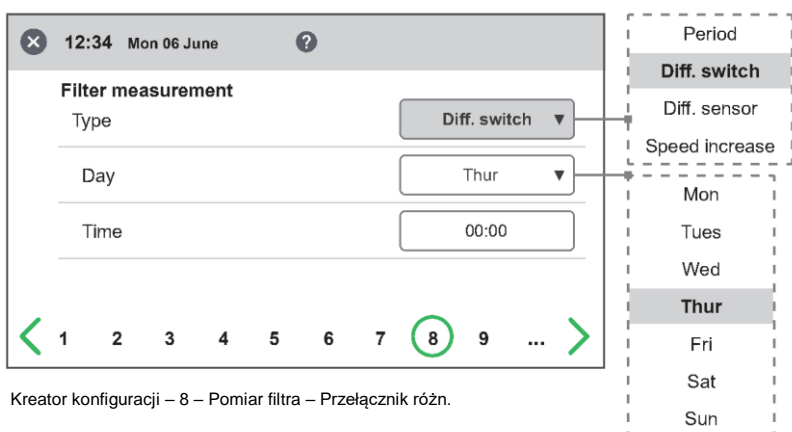 12:34 Mon 06 June ?
Filter measurement
Type Diff. switch ▼
Day Thur ▼
Time 00:00
1 2 3 4 5 6 7 8 9 ...
Period
Diff. switch
Diff. sensor
Speed increase
Mon
Tues
Wed
Thur
Fri
Sat
Sun
Kreator konfiguracji – 8 – Pomiar filtra – Przełącznik różn.